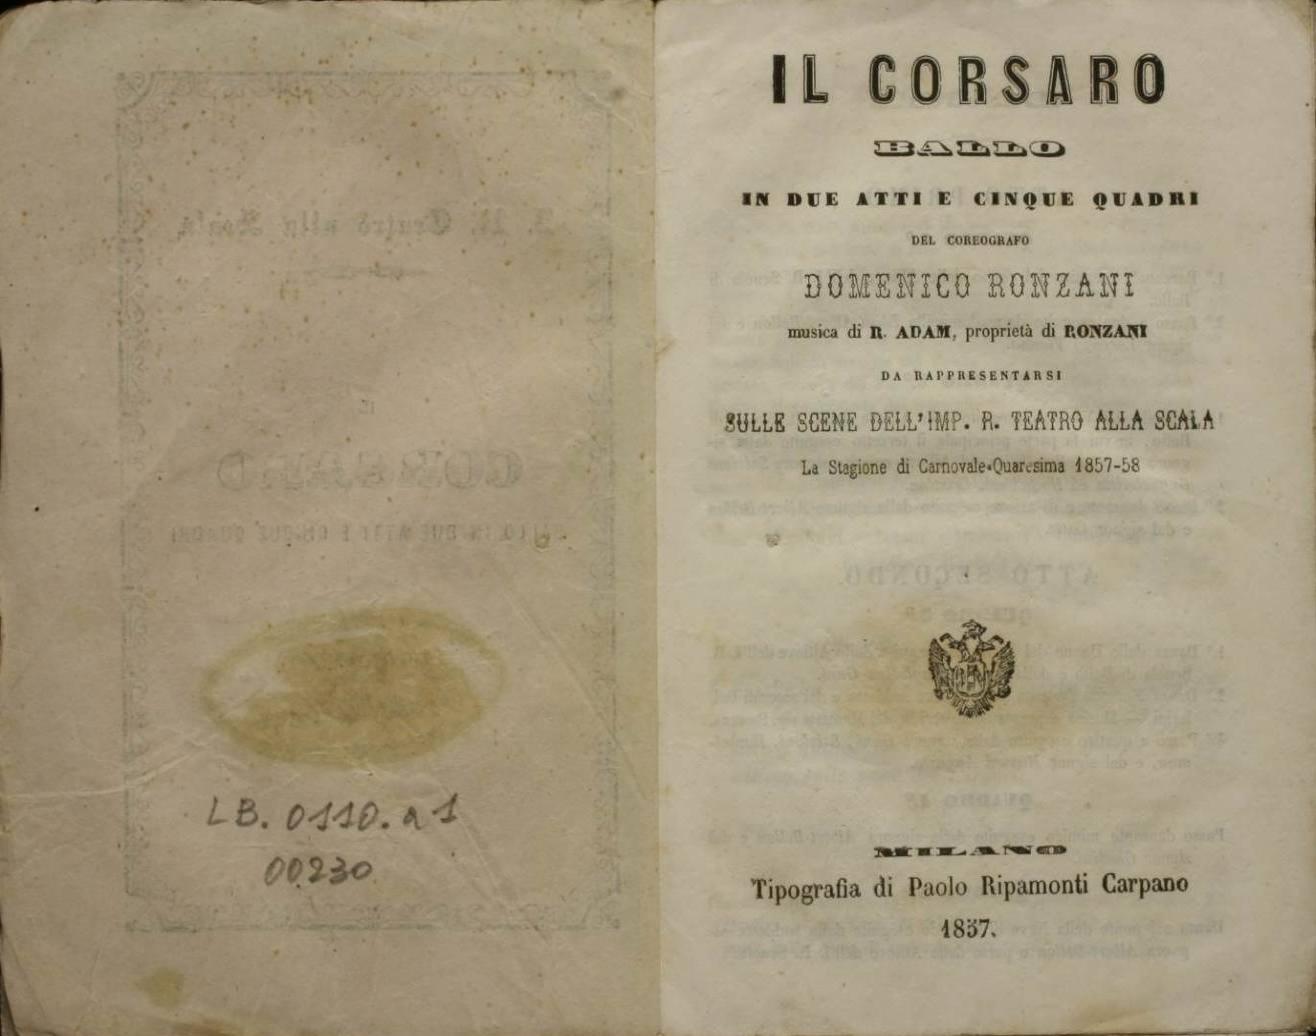 LB. 0110. a 1
00230
IL CORSARO
BALLO
IN DUE ATTI E CINQUE QUADRI
DEL COREOGRAFO
DOMENICO RONZANI
musica di R. ADAM, proprietà di RONZANI
DA RAPPRESENTARSI
SULLE SCENE DELL'IMP. R. TEATRO ALLA SCALA
La Stagione di Carnovale-Quaresima 1857-58
MILANO
Tipografia di Paolo Ripamonti Carpano
1857.